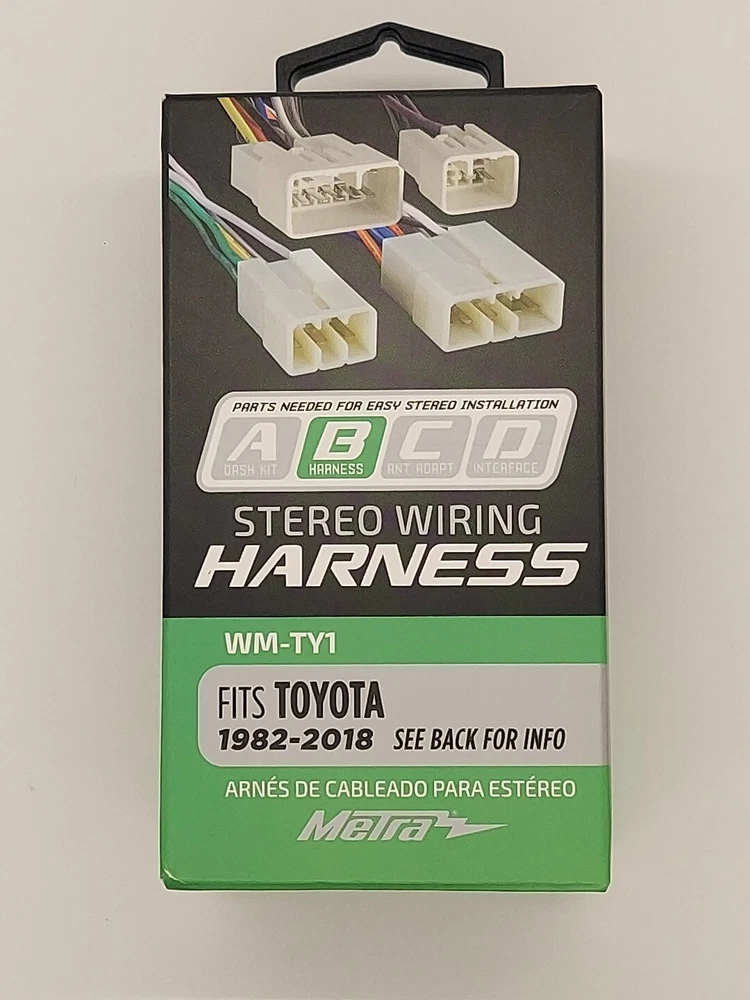 PARTS NEEDED FOR EASY STEREO INSTALLATION
A B C D
DASH KIT HARNESS ANT ADAPT INTERFACE
STEREO WIRING
HARNESS
WM-TY1
FITS TOYOTA
1982-2018 SEE BACK FOR INFO
ARNÉS DE CABLEADO PARA ESTÉREO
Metra